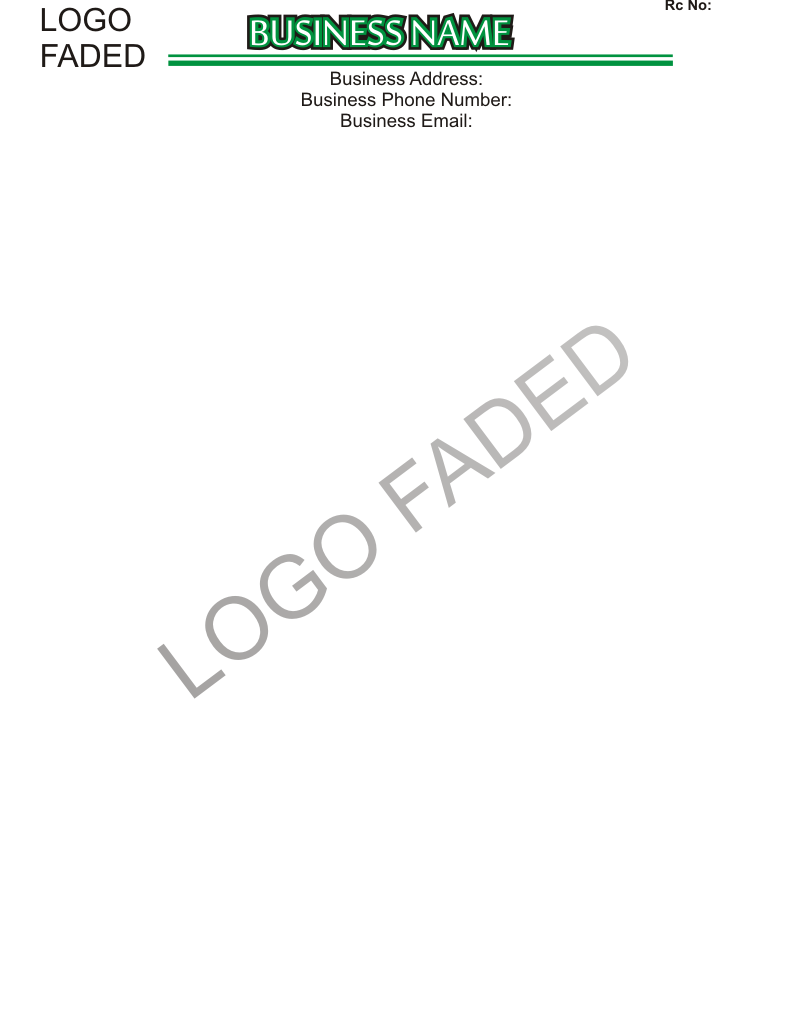 Rc No:
LOGO
FADED
BUSINESS NAME
Business Address:
Business Phone Number:
Business Email:
LOGO FADED